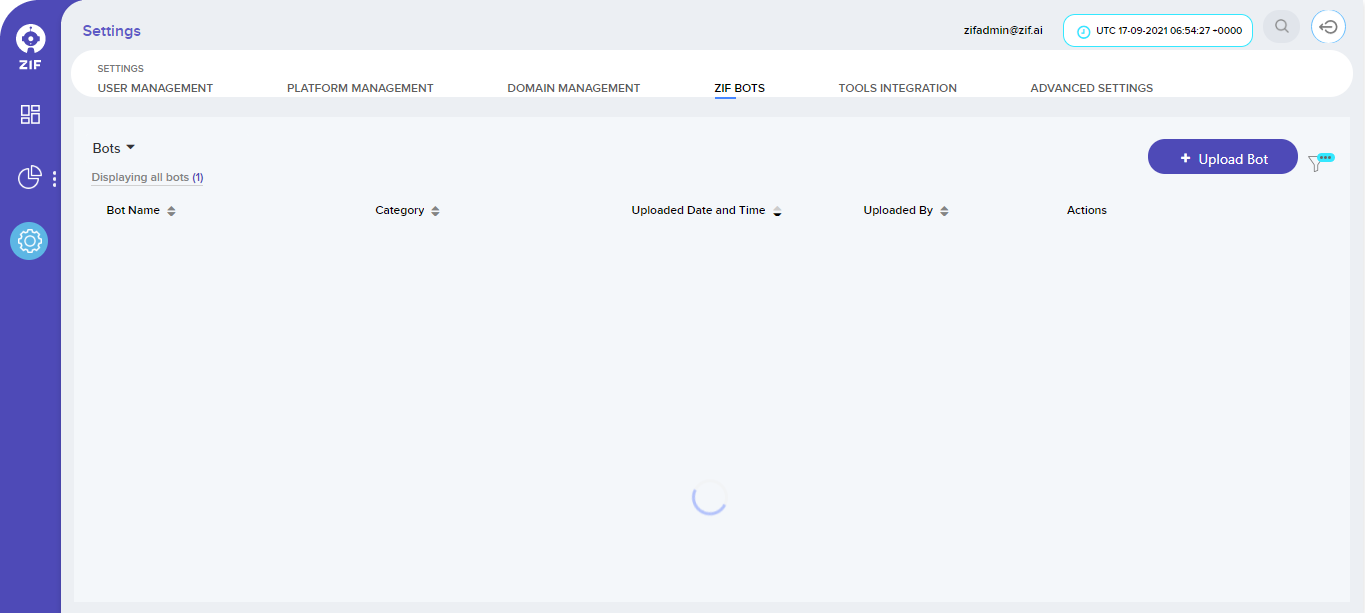 ZIF
Settings
zifadmin@zif.ai
UTC 17-09-2021 06:54:27 +0000
SETTINGS
USER MANAGEMENT PLATFORM MANAGEMENT DOMAIN MANAGEMENT ZIF BOTS TOOLS INTEGRATION ADVANCED SETTINGS
Bots
+ Upload Bot
Displaying all bots (1)
Bot Name Category Uploaded Date and Time Uploaded By Actions